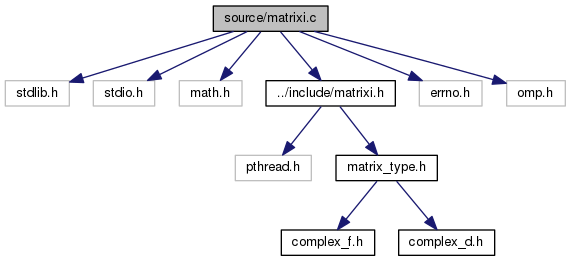 source/matrixi.c
stdlib.h
stdio.h
math.h
../include/matrixi.h
errno.h
omp.h
pthread.h
matrix_type.h
complex_f.h
complex_d.h